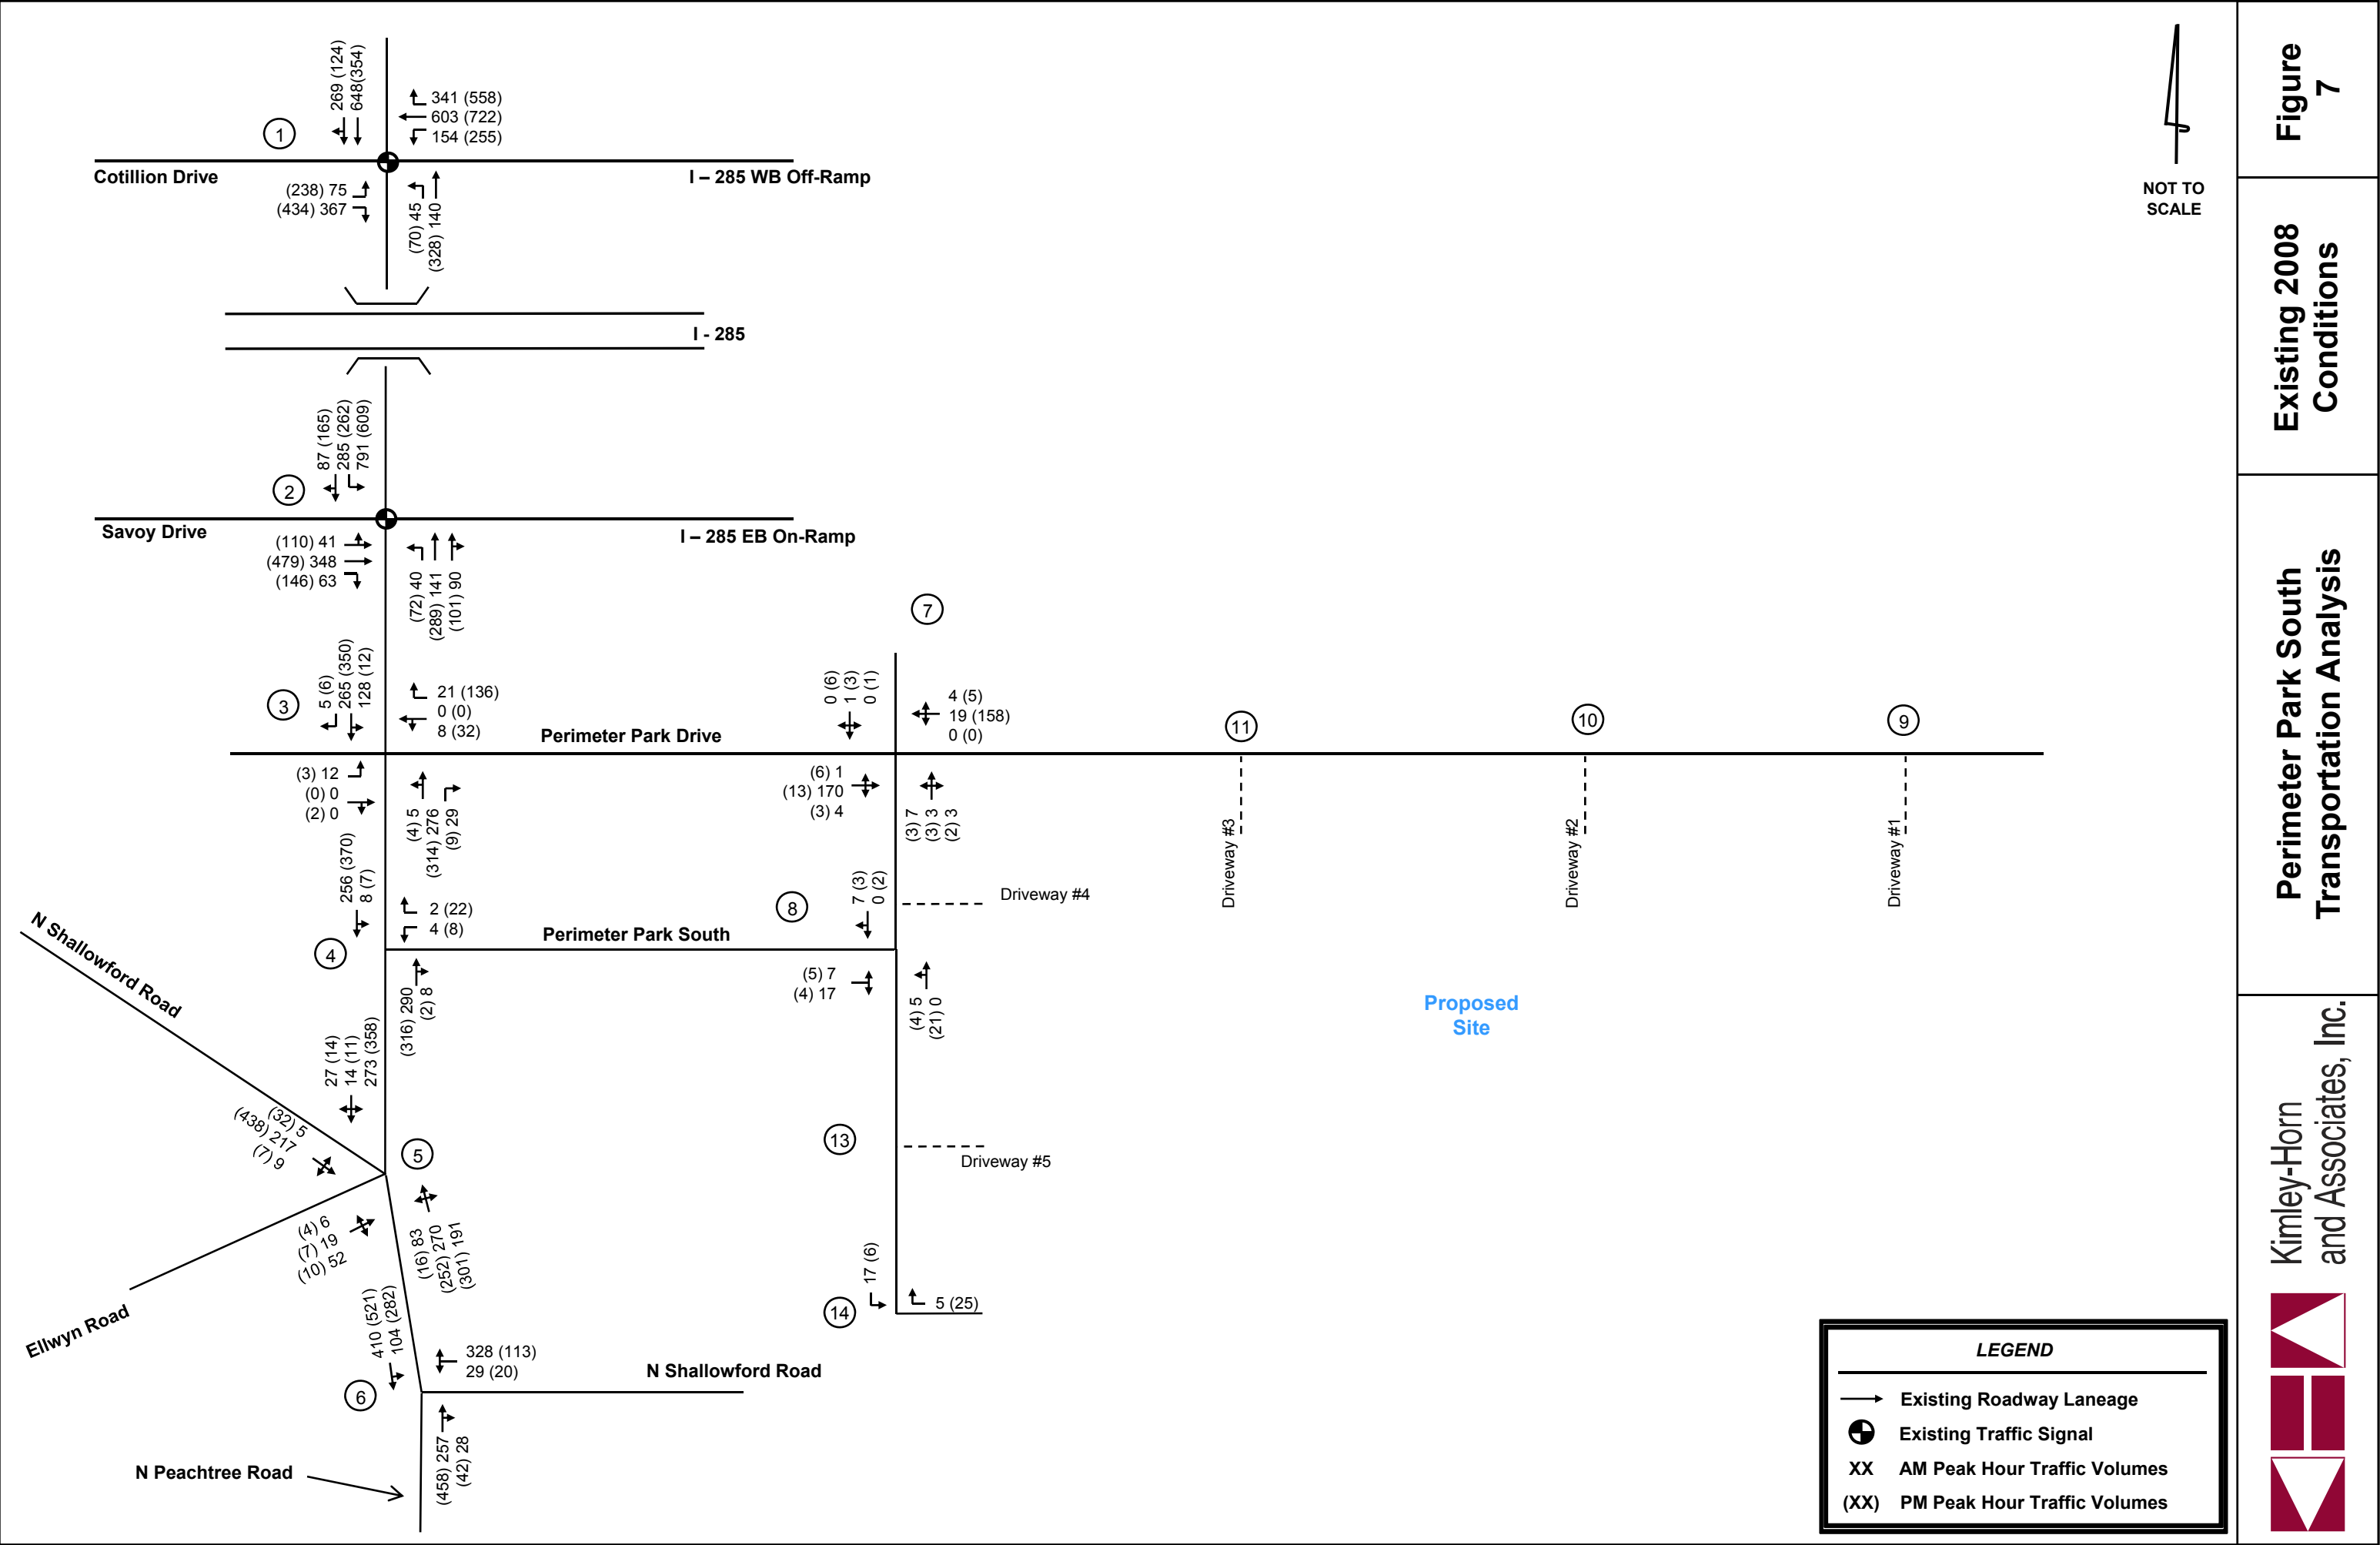 269 (124)
648(354)
1
341 (558)
603 (722)
154 (255)
Cotillion Drive
I – 285 WB Off-Ramp
(238) 75
(434) 367
(70) 45
(328) 140
I - 285
87 (165)
285 (262)
791 (609)
2
Savoy Drive
I – 285 EB On-Ramp
(110) 41
(479) 348
(146) 63
(72) 40
(289) 141
(101) 90
7
5 (6)
265 (350)
128 (12)
3
21 (136)
0 (0)
8 (32)
Perimeter Park Drive
0 (6)
1 (3)
0 (1)
4 (5)
19 (158)
0 (0)
11
10
9
(3) 12
(0) 0
(2) 0
(4) 5
(314) 276
(9) 29
(6) 1
(13) 170
(3) 4
(3) 7
(3) 3
(2) 3
Driveway #3
Driveway #2
Driveway #1
256 (370)
8 (7)
2 (22)
4 (8)
4
Perimeter Park South
8
7 (3)
0 (2)
Driveway #4
N Shallowford Road
(316) 290
(2) 8
(5) 7
(4) 17
(4) 5
(21) 0
Proposed
Site
27 (14)
14 (11)
273 (358)
(32) 5
(438) 217
(7) 9
5
13
Driveway #5
(4) 6
(7) 19
(10) 52
(16) 83
(252) 270
(301) 191
Ellwyn Road
410 (521)
104 (282)
17 (6)
14
5 (25)
328 (113)
29 (20)
6
N Shallowford Road
(458) 257
(42) 28
N Peachtree Road
NOT TO
SCALE
LEGEND
Existing Roadway Laneage
Existing Traffic Signal
XX AM Peak Hour Traffic Volumes
(XX) PM Peak Hour Traffic Volumes
Figure
7
Existing 2008
Conditions
Perimeter Park South
Transportation Analysis
Kimley-Horn
and Associates, Inc.